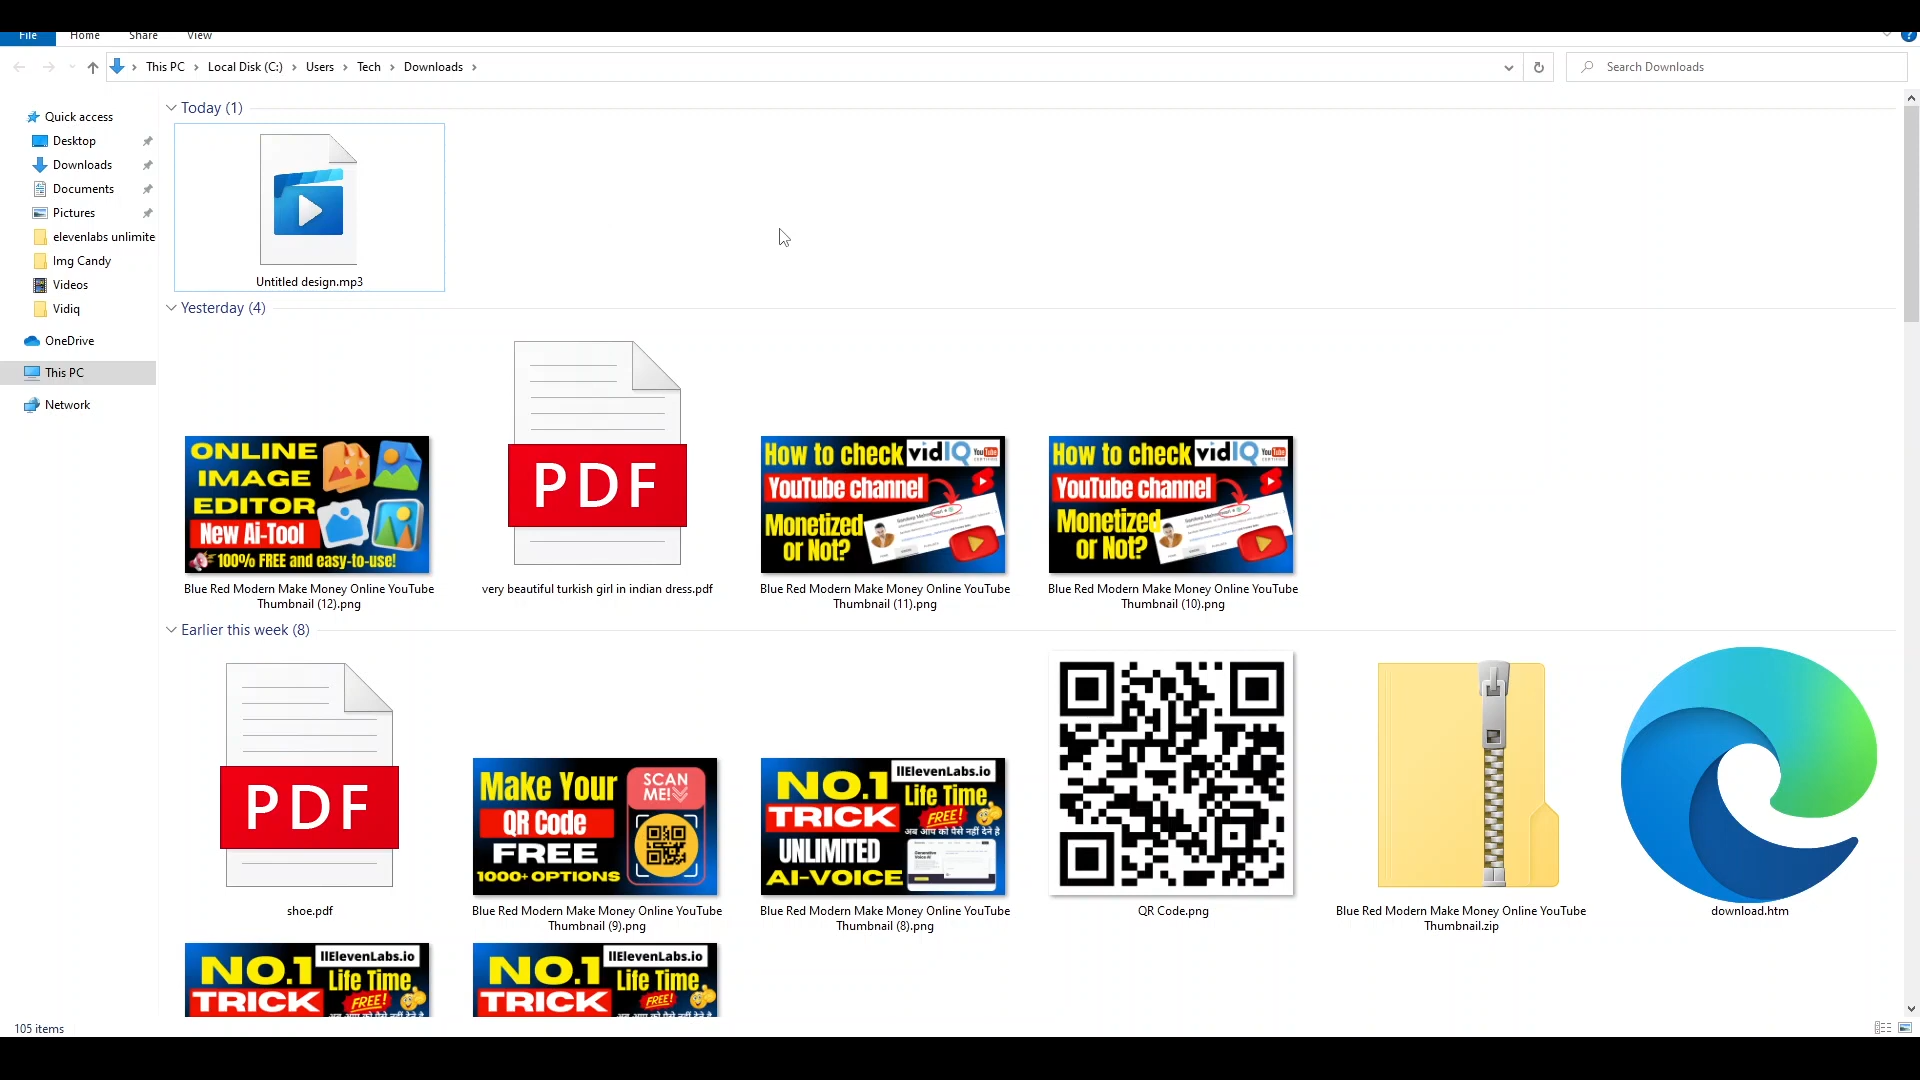 File Home Share View
This PC Local Disk (C:) Users Tech Downloads
Search Downloads
Quick access
Desktop
Downloads
Documents
Pictures
elevenlabs unlimite
Img Candy
Videos
Vidiq
OneDrive
This PC
Network
Today (1)
Untitled design.mp3
Yesterday (4)
ONLINE
IMAGE
EDITOR
New Ai-Tool
100% FREE and easy-to-use!
Blue Red Modern Make Money Online YouTube
Thumbnail (12).png
PDF
very beautiful turkish girl in indian dress.pdf
How to check vidIQ YouTube
YouTube channel
Monetized
or Not?
Blue Red Modern Make Money Online YouTube
Thumbnail (11).png
How to check vidIQ YouTube
YouTube channel
Monetized
or Not?
Blue Red Modern Make Money Online YouTube
Thumbnail (10).png
Earlier this week (8)
PDF
shoe.pdf
Make Your
QR Code
FREE
1000+ OPTIONS
SCAN
ME!
Blue Red Modern Make Money Online YouTube
Thumbnail (9).png
IIElevenLabs.io
NO.1 Life Time
TRICK FREE!
अब आप को पैसे नहीं देने है
UNLIMITED
AI-VOICE
Blue Red Modern Make Money Online YouTube
Thumbnail (8).png
QR Code.png
Blue Red Modern Make Money Online YouTube
Thumbnail.zip
download.htm
IIElevenLabs.io
NO.1 Life Time
TRICK FREE!
IIElevenLabs.io
NO.1 Life Time
TRICK FREE!
105 items